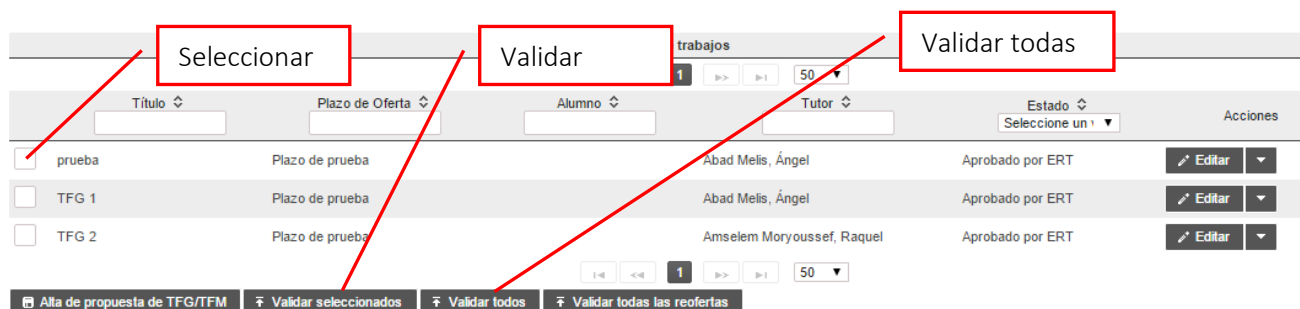 Seleccionar
Validar
Validar todas
trabajos
1 50
Título Plazo de Oferta Alumno Tutor Estado Acciones
Seleccione un
prueba Plazo de prueba Abad Melis, Ángel Aprobado por ERT Editar
TFG 1 Plazo de prueba Abad Melis, Ángel Aprobado por ERT Editar
TFG 2 Plazo de prueba Amselem Moryoussef, Raquel Aprobado por ERT Editar
1 50
Alta de propuesta de TFG/TFM Validar seleccionados Validar todos Validar todas las reofertas